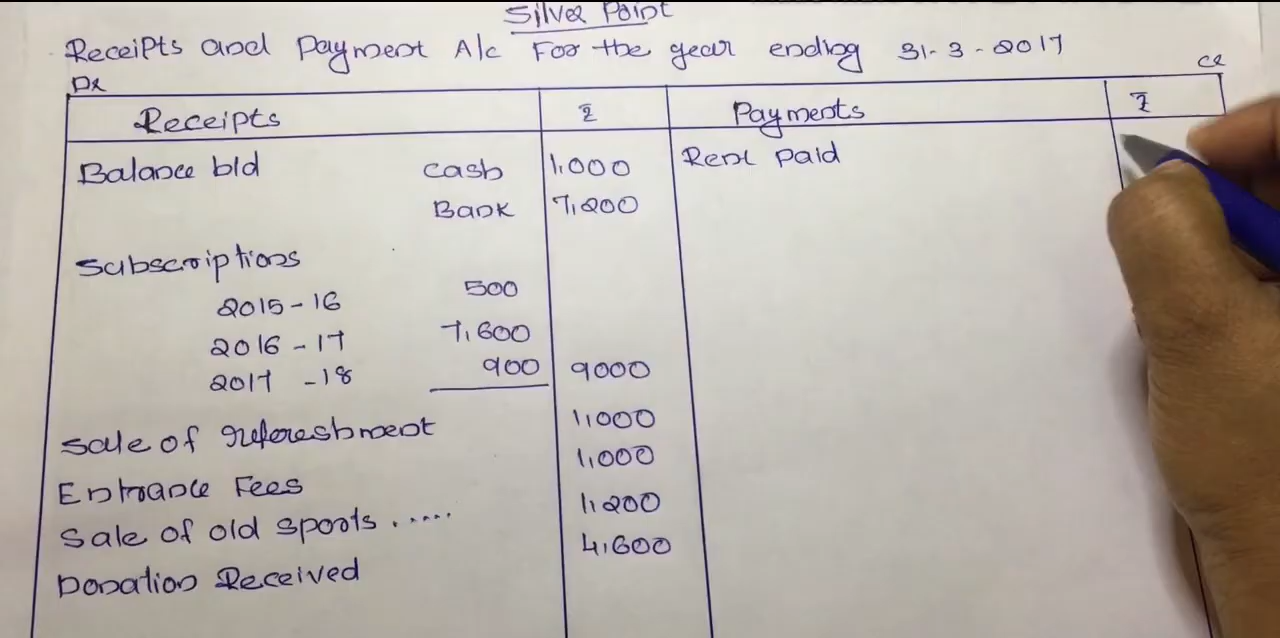 Silver Point
Receipts and Payment A/c For the year ending 31-3-2017
Dr Cr
Receipts ₹ Payments ₹
Balance b/d cash 1,000 Rent paid
Bank 7,200
Subscriptions
2015-16 500
2016-17 7,600
2017-18 900 9000
Sale of refreshment 1,000
Entrance Fees 1,000
Sale of old sports ..... 1,200
Donation Received 4,600